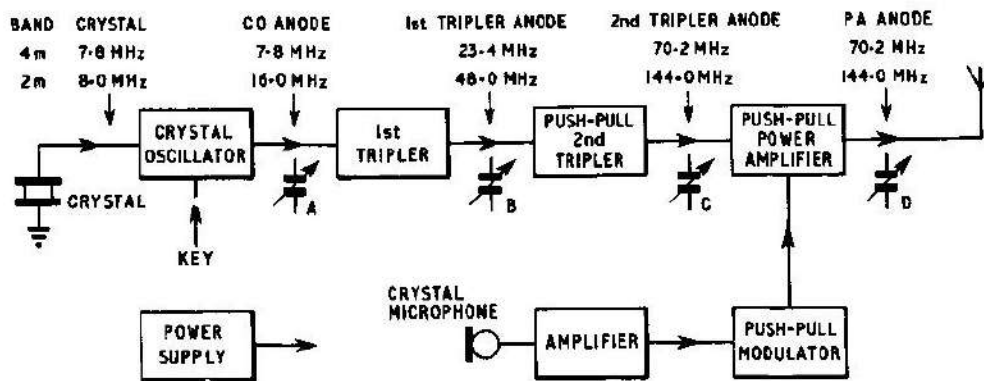 BAND CRYSTAL CO ANODE 1st TRIPLER ANODE 2nd TRIPLER ANODE PA ANODE
4m 7·8 MHz 7·8 MHz 23·4 MHz 70·2 MHz 70·2 MHz
2m 8·0 MHz 16·0 MHz 48·0 MHz 144·0 MHz 144·0 MHz
CRYSTAL
OSCILLATOR
1st
TRIPLER
PUSH-PULL
2nd
TRIPLER
PUSH-PULL
POWER
AMPLIFIER
CRYSTAL
A
B
C
D
KEY
POWER
SUPPLY
CRYSTAL
MICROPHONE
AMPLIFIER
PUSH-PULL
MODULATOR